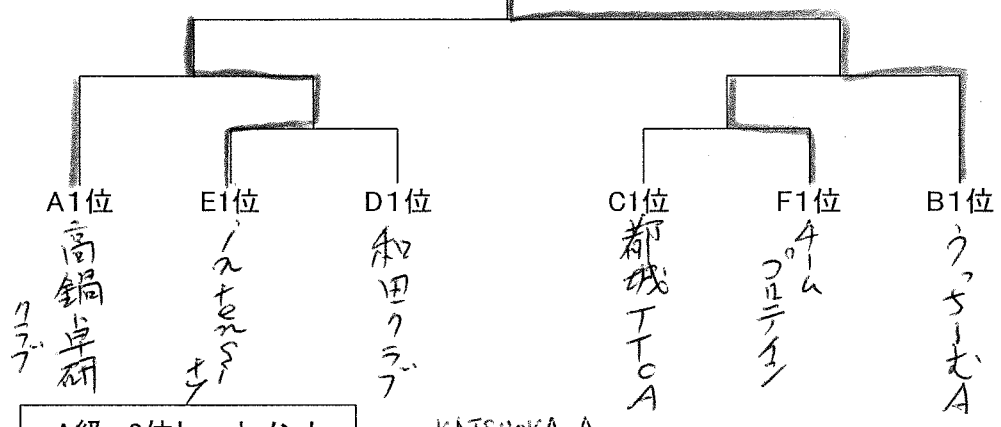 A1位
E1位
D1位
C1位
F1位
B1位
高鍋卓研
クラブ
和田クラブ
都城TTCA
チーム
プロテイン
うっちーむA